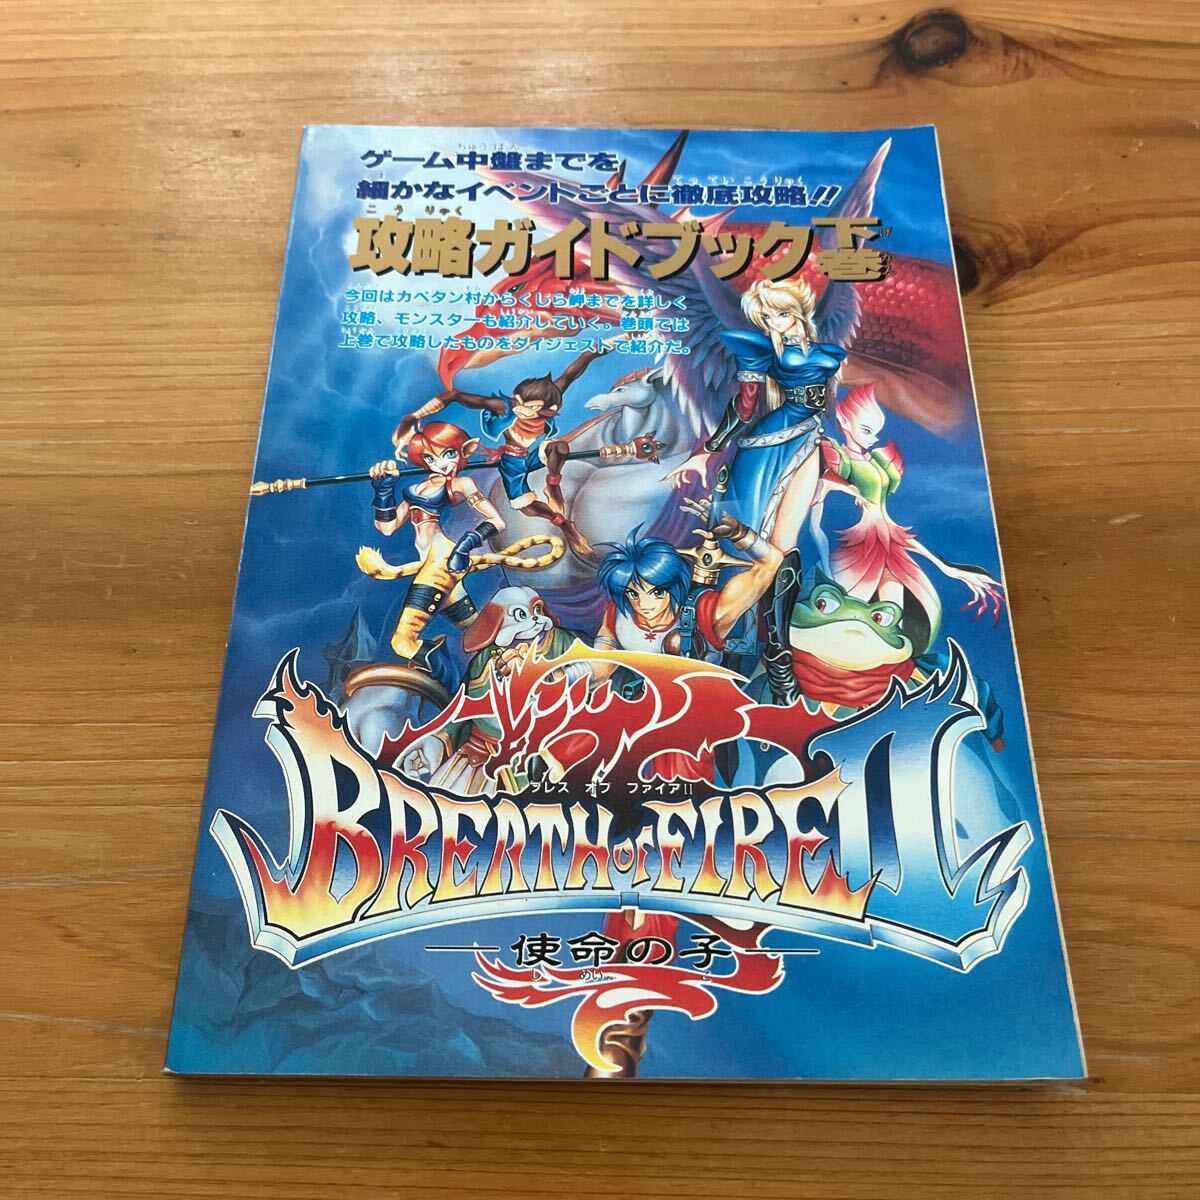 ゲーム中盤までを
細かなイベントごとに徹底攻略!!
攻略ガイドブック下巻
今回はカペタン村からくじら岬までを詳しく
攻略、モンスターも紹介していく。巻頭では
上巻で攻略したものをダイジェストで紹介だ。
ブレス オブ ファイアII
BREATH OF FIRE II
使命の子
しめい こ